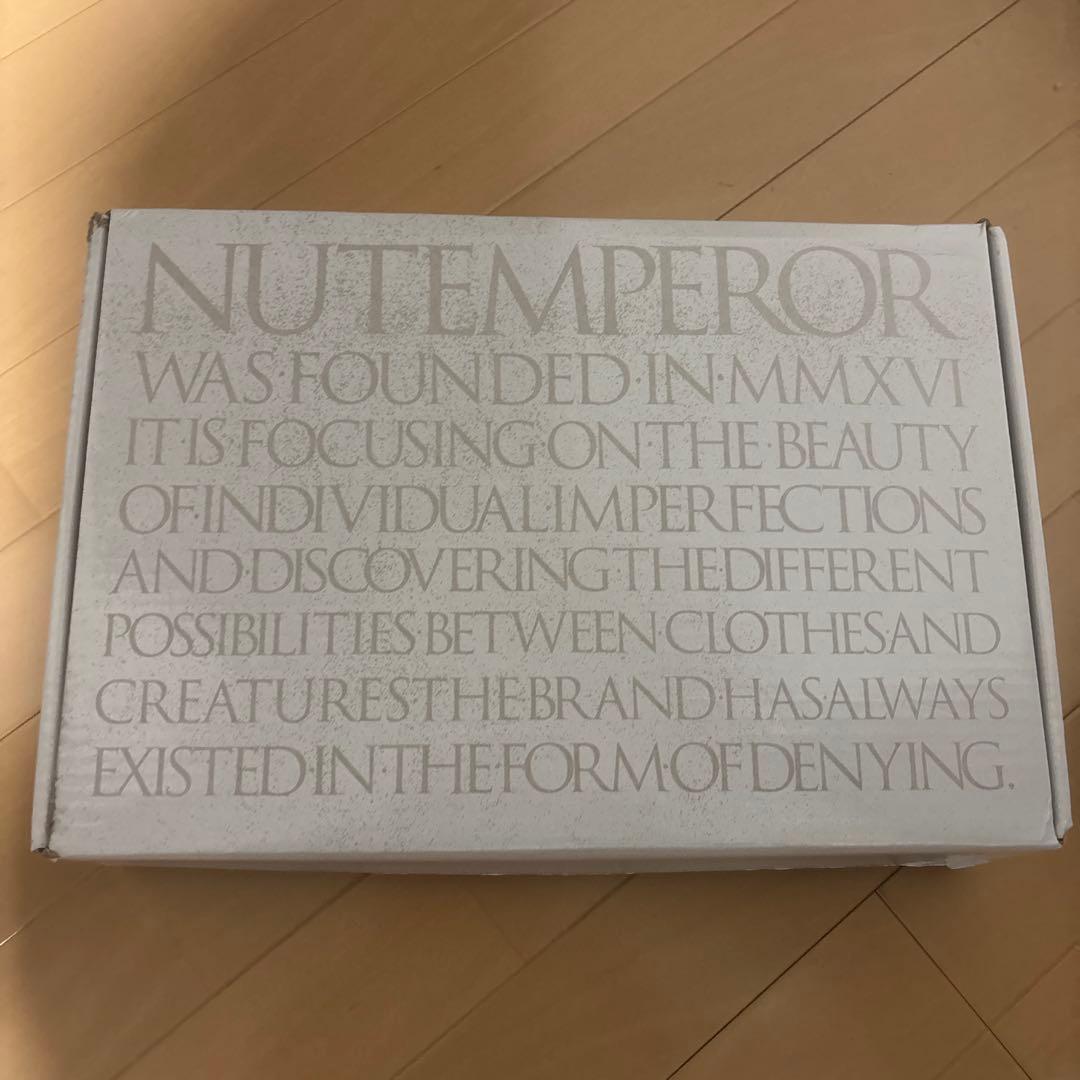 NUTEMPEROR
WAS·FOUNDED·IN·MMXVI
IT·IS·FOCUSING·ON·THE·BEAUTY
OF·INDIVIDUAL·IMPERFECTIONS
AND·DISCOVERING·THE·DIFFERENT
POSSIBILITIES·BETWEEN·CLOTHES·AND
CREATURES·THE·BRAND·HAS·ALWAYS
EXISTED·IN·THE·FORM·OF·DENYING.